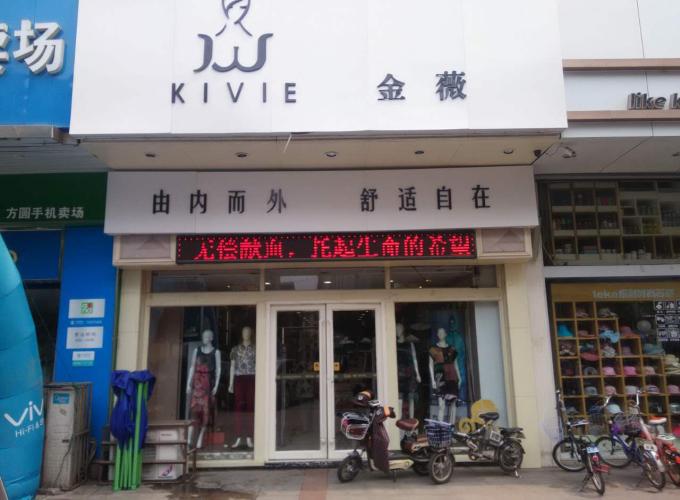 卖场
KIVIE 金薇
like k
由内而外 舒适自在
无偿献血，托起生命的希望
方圆手机卖场
viv
Hi-Fi &